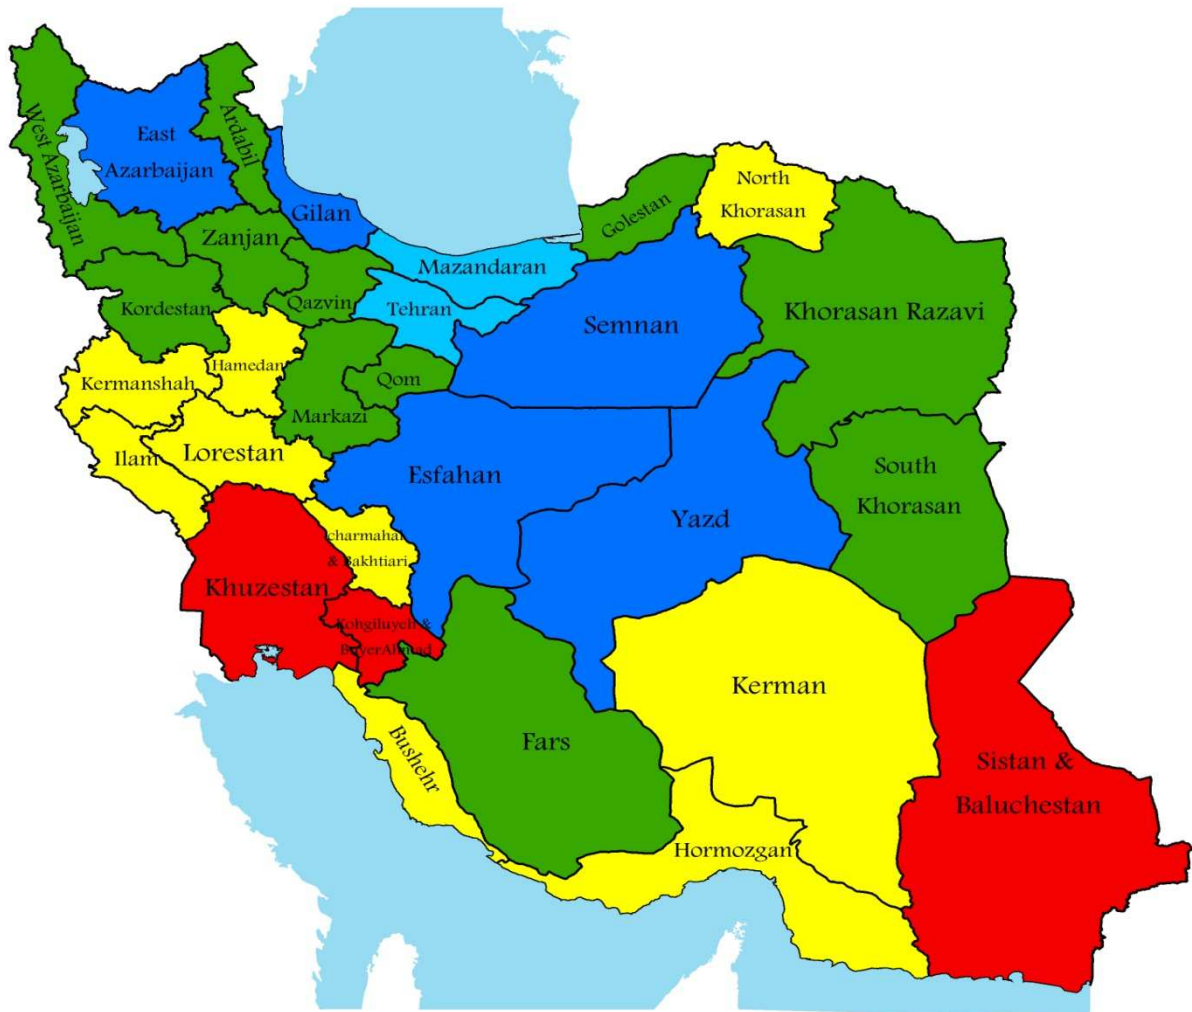 West Azarbaijan
East
Azarbaijan
Ardabil
Gilan
Zanjan
Kordestan
Qazvin
Mazandaran
Tehran
Golestan
North
Khorasan
Khorasan Razavi
Semnan
Kermanshah
Hamedan
Qom
Markazi
Ilam
Lorestan
Esfahan
South
Khorasan
Yazd
charmahal
& Bakhtiari
Khuzestan
Kohgiluyeh &
BoyerAhmad
Kerman
Fars
Bushehr
Sistan &
Baluchestan
Hormozgan